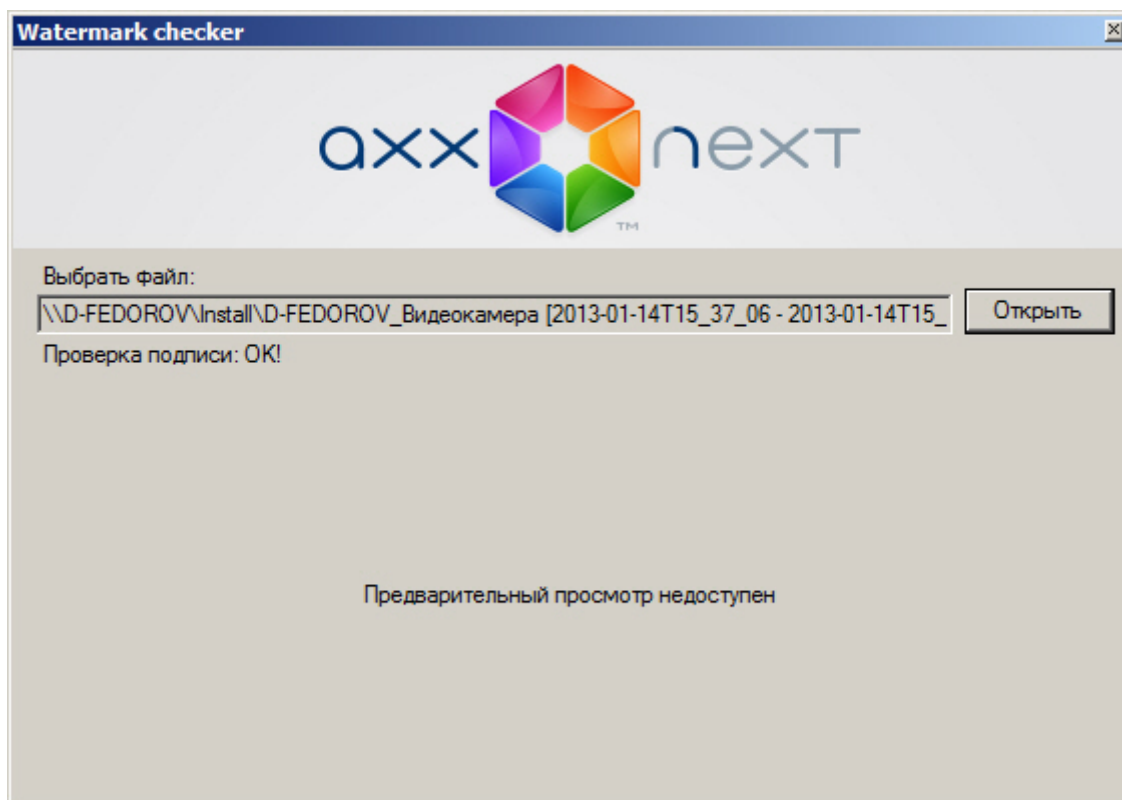 Watermark checker
axx next
TM
Выбрать файл:
\\D-FEDOROV\Install\D-FEDOROV_Видеокамера [2013-01-14T15_37_06 - 2013-01-14T15_
Открыть
Проверка подписи: OK!
Предварительный просмотр недоступен